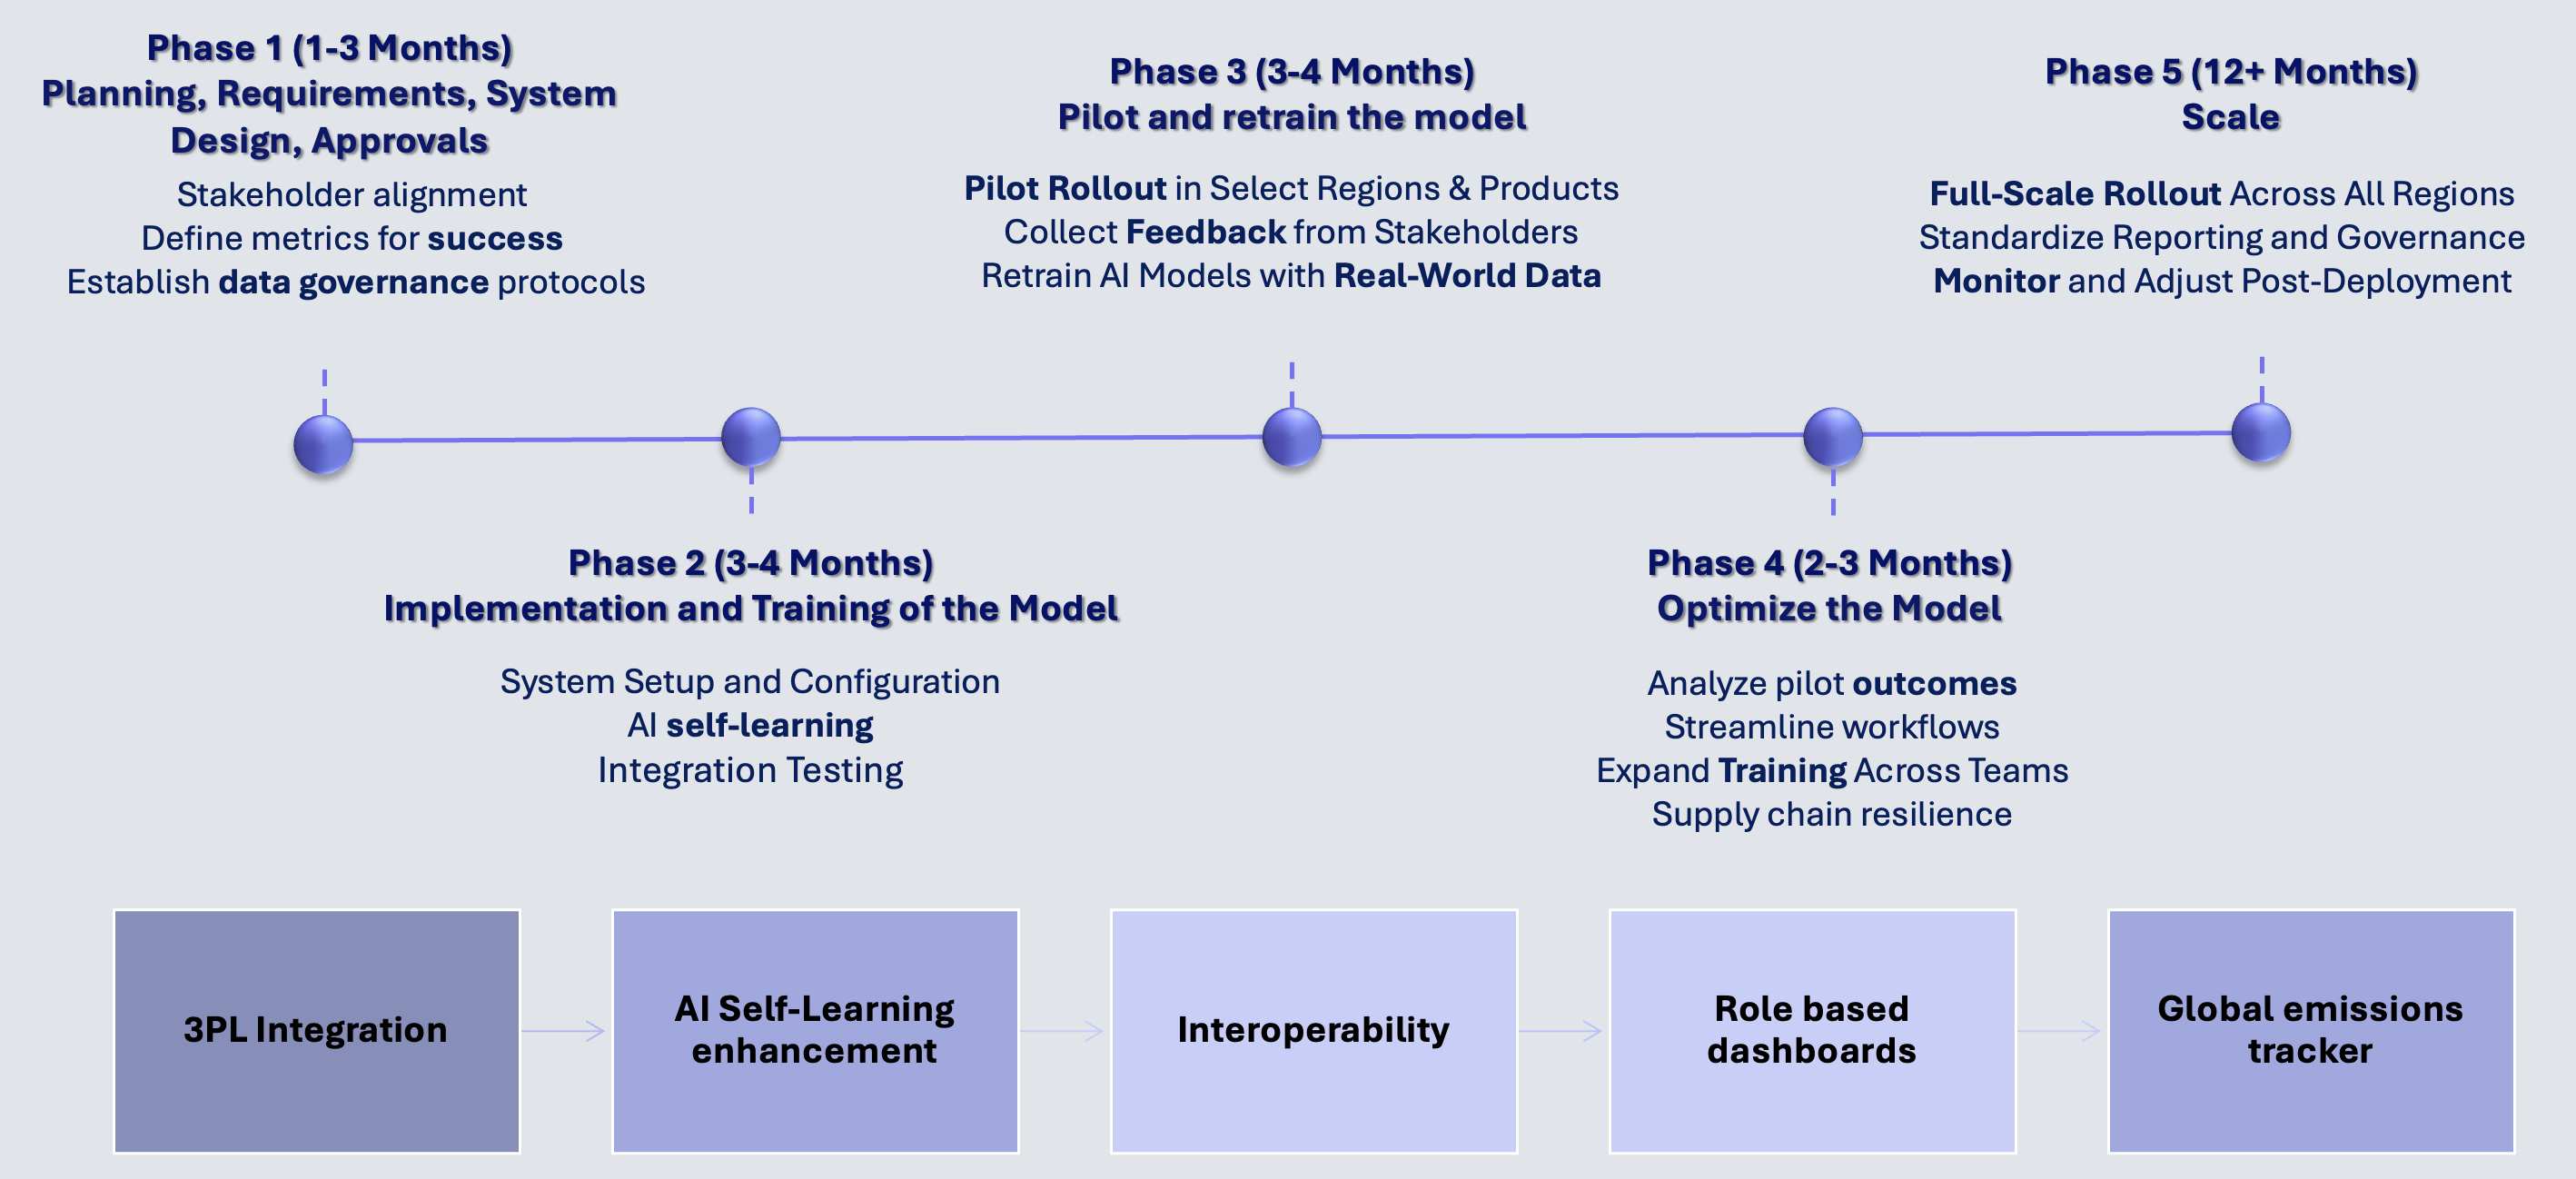 Phase 1 (1-3 Months)
Planning, Requirements, System
Design, Approvals
Stakeholder alignment
Define metrics for success
Establish data governance protocols
Phase 2 (3-4 Months)
Implementation and Training of the Model
System Setup and Configuration
AI self-learning
Integration Testing
Phase 3 (3-4 Months)
Pilot and retrain the model
Pilot Rollout in Select Regions & Products
Collect Feedback from Stakeholders
Retrain AI Models with Real-World Data
Phase 4 (2-3 Months)
Optimize the Model
Analyze pilot outcomes
Streamline workflows
Expand Training Across Teams
Supply chain resilience
Phase 5 (12+ Months)
Scale
Full-Scale Rollout Across All Regions
Standardize Reporting and Governance
Monitor and Adjust Post-Deployment
3PL Integration
AI Self-Learning
enhancement
Interoperability
Role based
dashboards
Global emissions
tracker